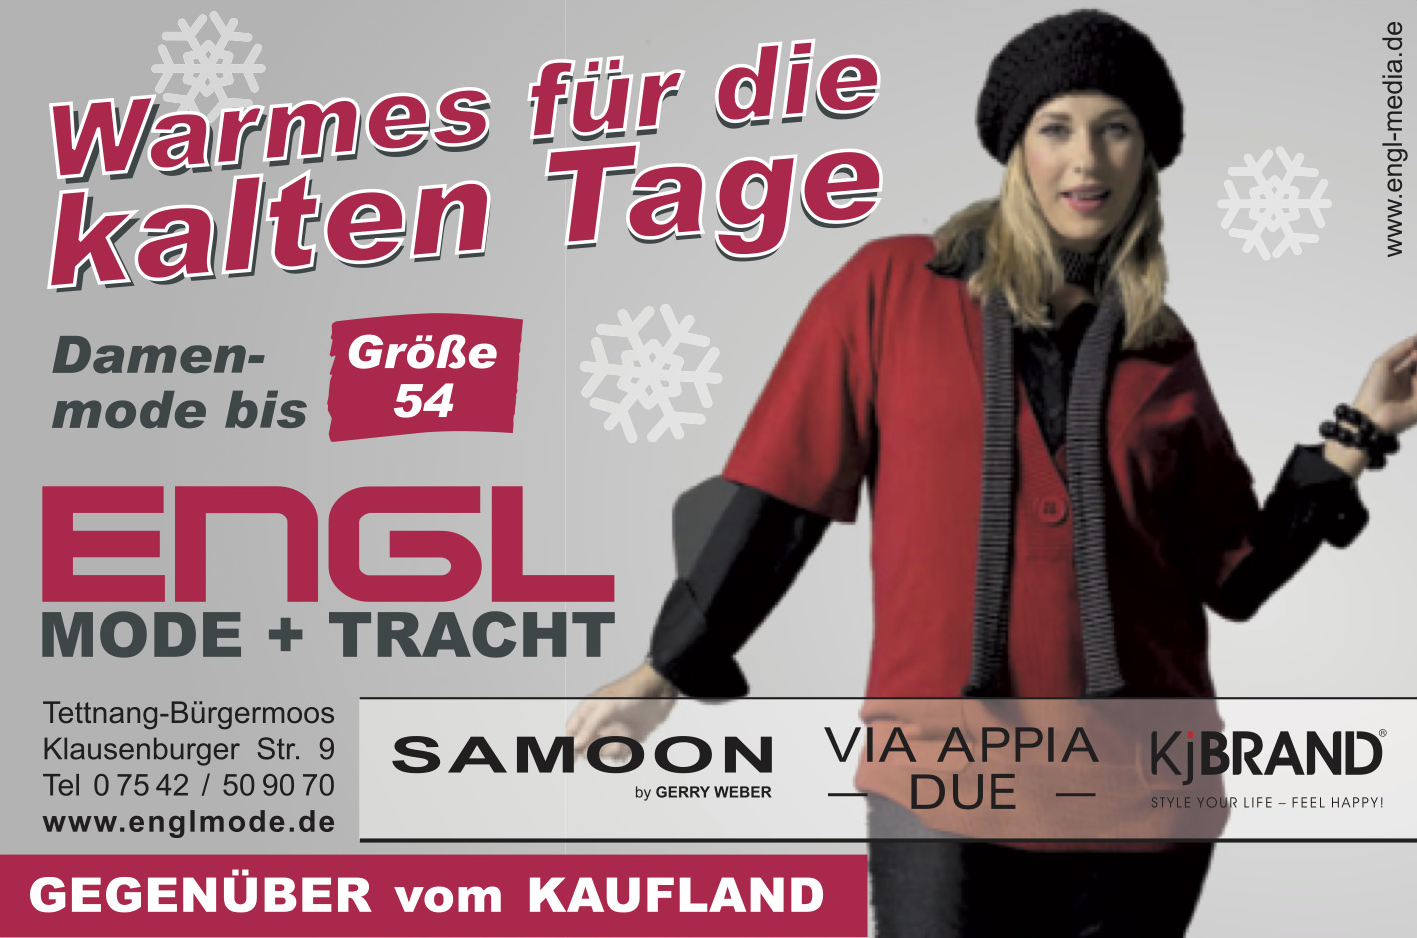 Warmes für die
kalten Tage
Damen-
mode bis
Größe
54
ENGL
MODE + TRACHT
Tettnang-Bürgermoos
Klausenburger Str. 9
Tel 0 75 42 / 50 90 70
www.englmode.de
SAMOON
by GERRY WEBER
VIA APPIA
— DUE —
KjBRAND®
STYLE YOUR LIFE – FEEL HAPPY!
GEGENÜBER vom KAUFLAND
www.engl-media.de